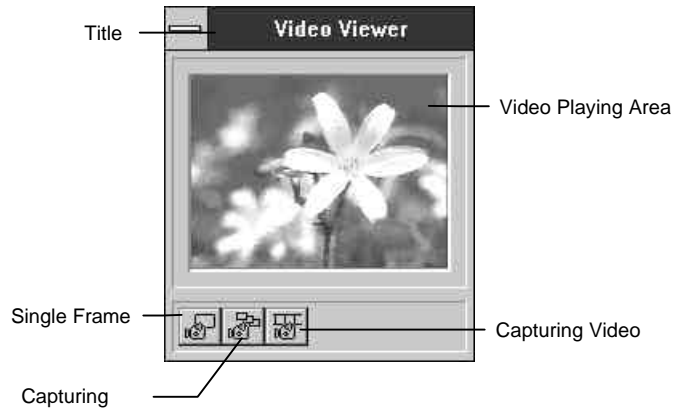 Title
Video Viewer
Video Playing Area
Single Frame
Capturing Video
Capturing